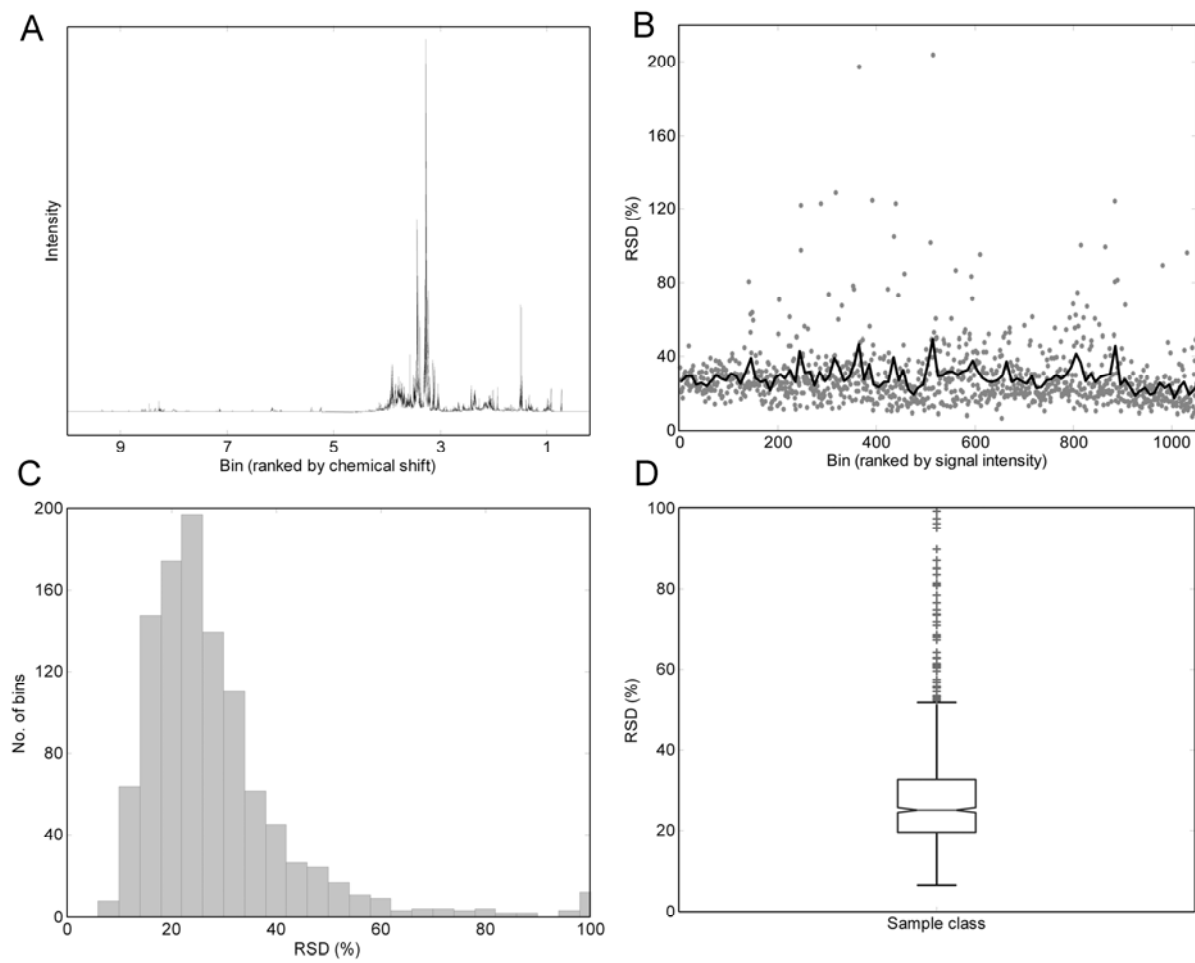 A
Intensity
9 7 5 3 1
Bin (ranked by chemical shift)
B
RSD (%)
200
160
120
80
40
0
0 200 400 600 800 1000
Bin (ranked by signal intensity)
C
No. of bins
200
160
120
80
40
0
0 20 40 60 80 100
RSD (%)
D
RSD (%)
100
80
60
40
20
0
Sample class